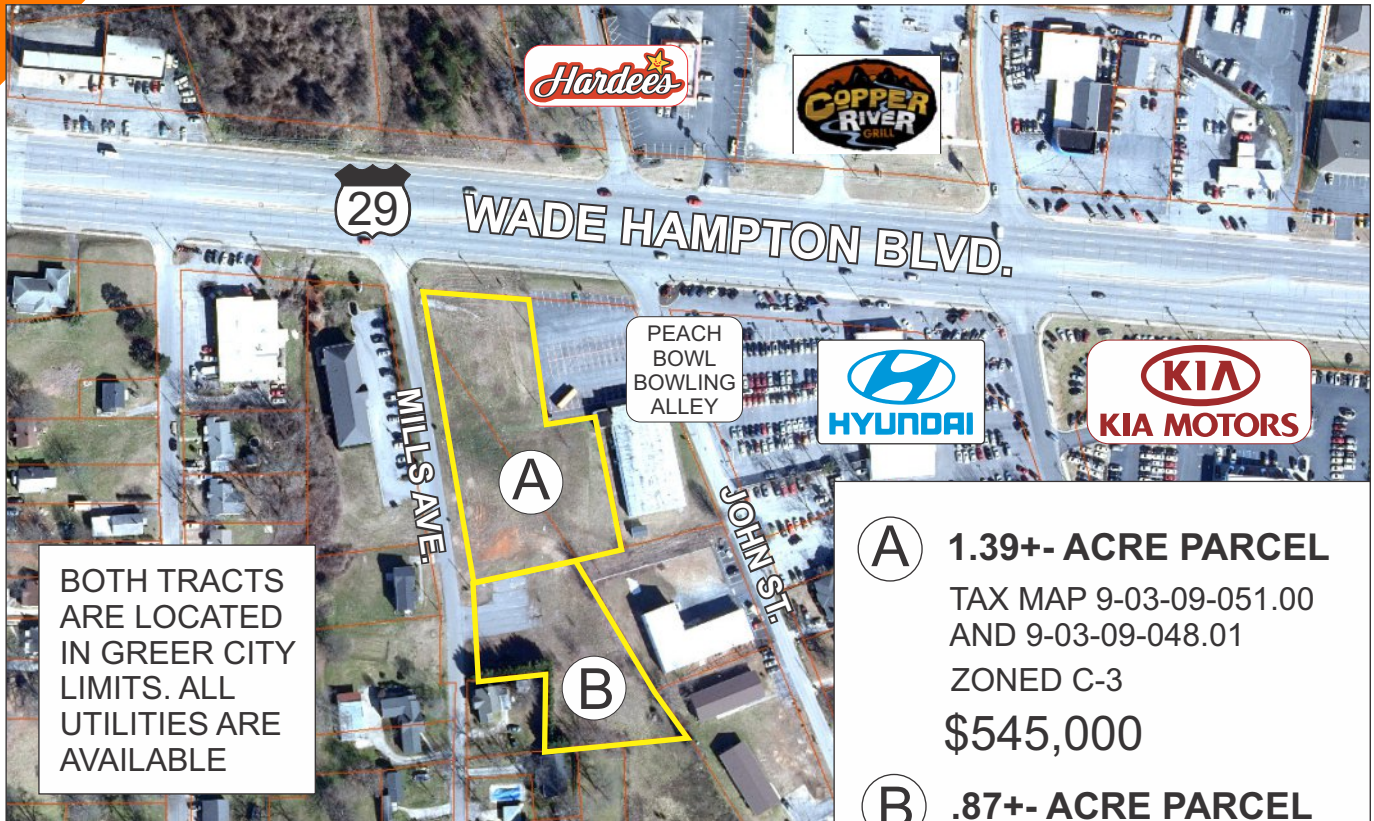 Hardee's
COPPER
RIVER
GRILL
29
WADE HAMPTON BLVD.
PEACH
BOWL
BOWLING
ALLEY
HYUNDAI
KIA
KIA MOTORS
MILLS AVE.
A
JOHN ST.
B
BOTH TRACTS
ARE LOCATED
IN GREER CITY
LIMITS. ALL
UTILITIES ARE
AVAILABLE
A 1.39+- ACRE PARCEL
TAX MAP 9-03-09-051.00
AND 9-03-09-048.01
ZONED C-3
$545,000
B .87+- ACRE PARCEL